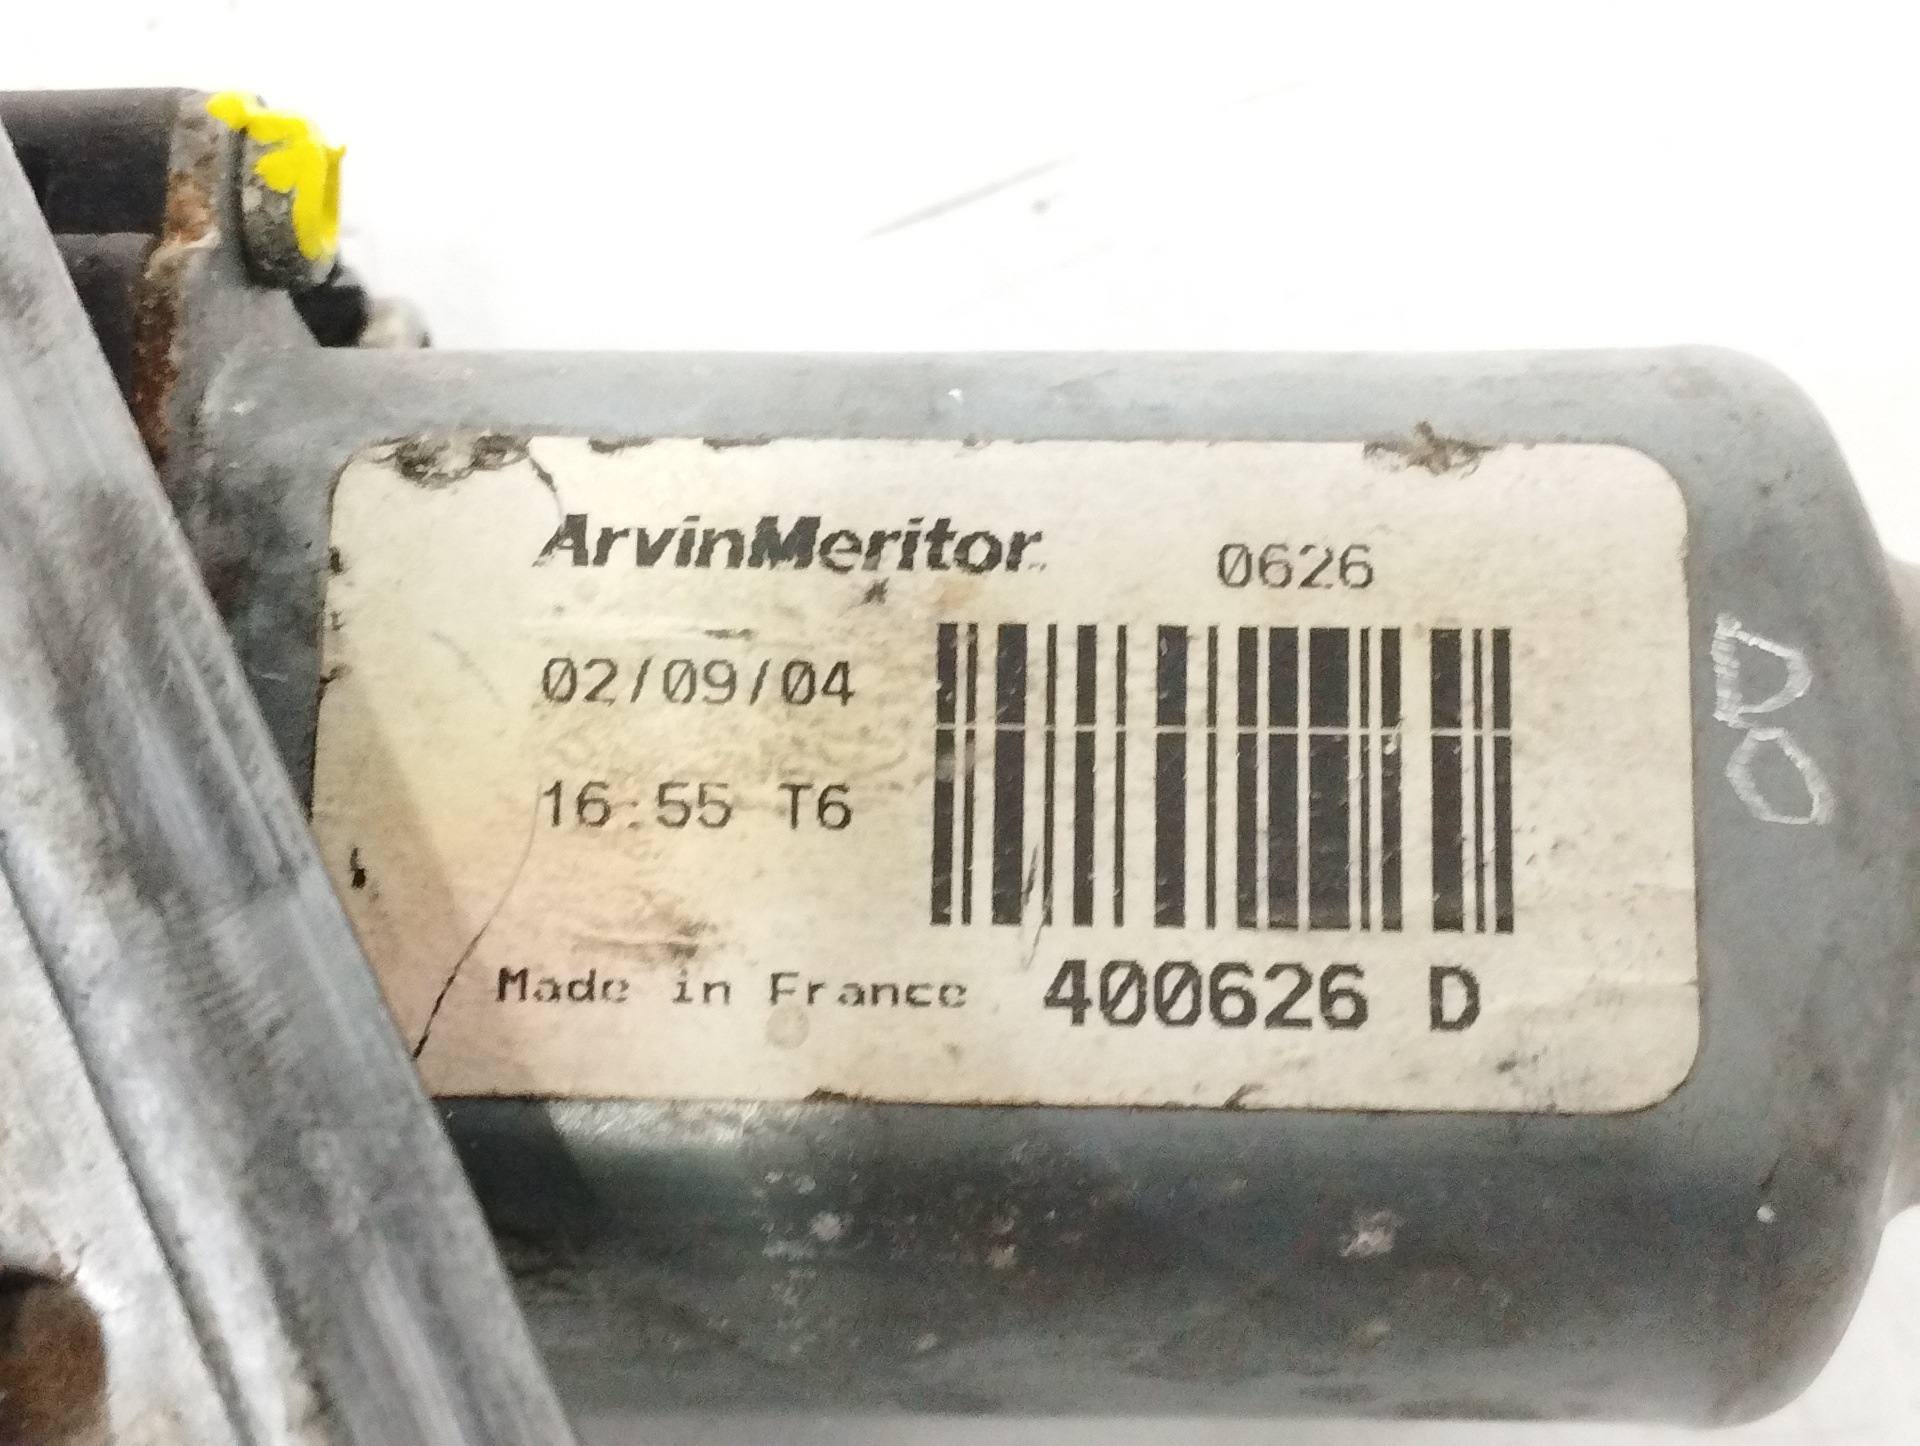 ArvinMeritor
0626
02/09/04
16:55 T6
Made in France
400626 D
DO